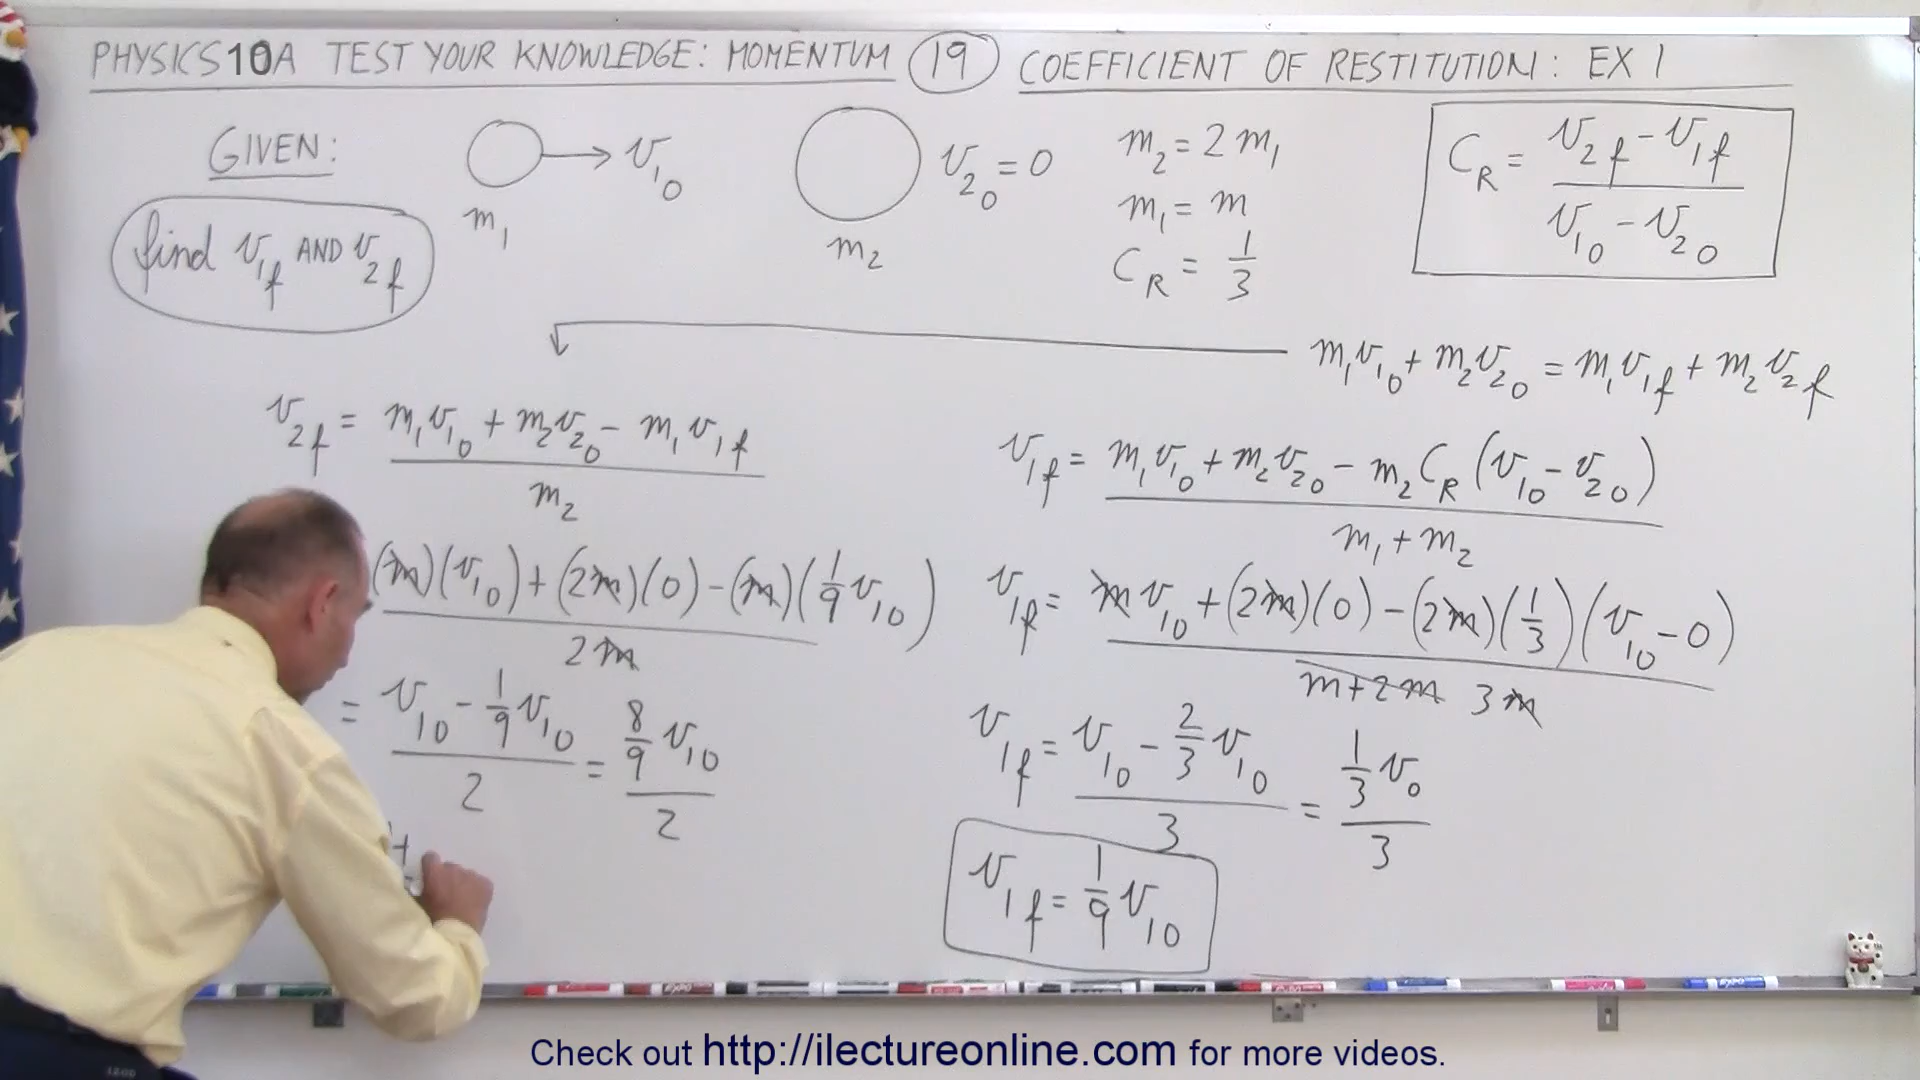 PHYSICS 10A TEST YOUR KNOWLEDGE: MOMENTUM 19 COEFFICIENT OF RESTITUTION: EX 1
GIVEN:
find v₁f AND v₂f
m₁
v₁₀
m₂
v₂₀ = 0
m₂ = 2 m₁
m₁ = m
C_R = 1/3
C_R = (v₂f - v₁f) / (v₁₀ - v₂₀)
m₁v₁₀ + m₂v₂₀ = m₁v₁f + m₂v₂f
v₂f = (m₁v₁₀ + m₂v₂₀ - m₁v₁f) / m₂
(m)(v₁₀) + (2m)(0) - (m)(1/9 v₁₀) / 2m
= (v₁₀ - 1/9 v₁₀) / 2 = (8/9 v₁₀) / 2
v₁f = (m₁v₁₀ + m₂v₂₀ - m₂C_R(v₁₀ - v₂₀)) / (m₁ + m₂)
v₁f = (m v₁₀ + (2m)(0) - (2m)(1/3)(v₁₀ - 0)) / m+2m 3m
v₁f = (v₁₀ - 2/3 v₁₀) / 3 = (1/3 v₀) / 3
v₁f = 1/9 v₁₀
Check out http://ilectureonline.com for more videos.